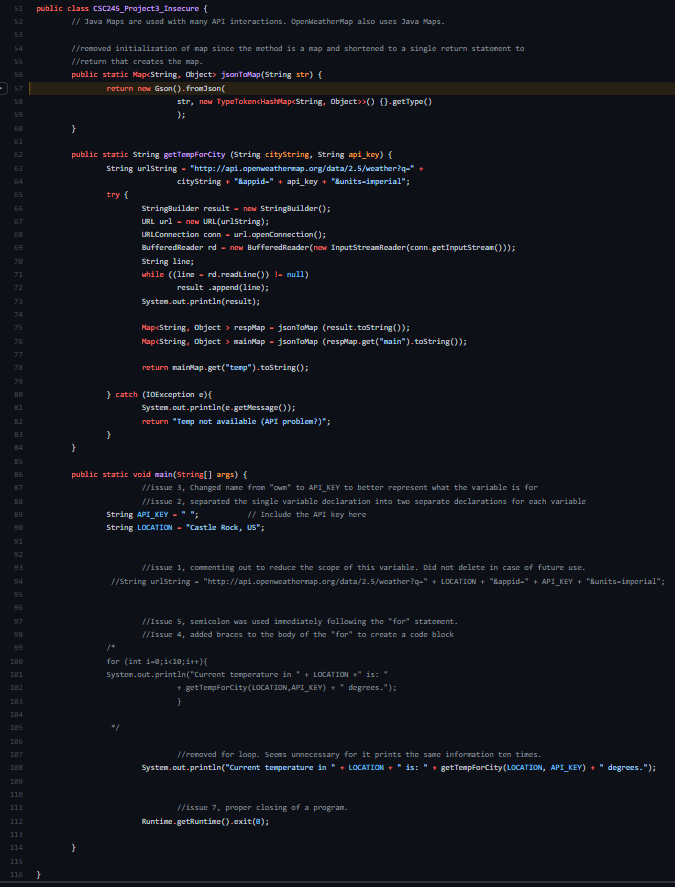 51 public class CSC245_Project3_Insecure {
52 // Java Maps are used with many API interactions. OpenWeatherMap also uses Java Maps.
53
54 //removed initialization of map since the method is a map and shortened to a single return statement to
55 //return that creates the map.
56 public static Map<String, Object> jsonToMap(String str) {
57 return new Gson().fromJson(
58 str, new TypeToken<HashMap<String, Object>>() {}.getType()
59 );
60 }
61
62 public static String getTempForCity (String cityString, String api_key) {
63 String urlString = "http://api.openweathermap.org/data/2.5/weather?q=" +
64 cityString + "&appid=" + api_key + "&units=imperial";
65 try {
66 StringBuilder result = new StringBuilder();
67 URL url = new URL(urlString);
68 URLConnection conn = url.openConnection();
69 BufferedReader rd = new BufferedReader(new InputStreamReader(conn.getInputStream()));
70 String line;
71 while ((line = rd.readLine()) != null)
72 result .append(line);
73 System.out.println(result);
74
75 Map<String, Object > respMap = jsonToMap (result.toString());
76 Map<String, Object > mainMap = jsonToMap (respMap.get("main").toString());
77
78 return mainMap.get("temp").toString();
79
80 } catch (IOException e){
81 System.out.println(e.getMessage());
82 return "Temp not available (API problem?)";
83 }
84 }
85
86 public static void main(String[] args) {
87 //issue 3, Changed name from "owm" to API_KEY to better represent what the variable is for
88 //issue 2, separated the single variable declaration into two separate declarations for each variable
89 String API_KEY = " "; // Include the API key here
90 String LOCATION = "Castle Rock, US";
91
92
93 //issue 1, commenting out to reduce the scope of this variable. Did not delete in case of future use.
94 //String urlString = "http://api.openweathermap.org/data/2.5/weather?q=" + LOCATION + "&appid=" + API_KEY + "&units=imperial";
95
96
97 //Issue 5, semicolon was used immediately following the "for" statement.
98 //Issue 4, added braces to the body of the "for" to create a code block
99 /*
100 for (int i=0;i<10;i++){
101 System.out.println("Current temperature in " + LOCATION +" is: "
102 + getTempForCity(LOCATION,API_KEY) + " degrees.");
103 }
104
105 */
106
107 //removed for loop. Seems unnecessary for it prints the same information ten times.
108 System.out.println("Current temperature in " + LOCATION + " is: " + getTempForCity(LOCATION, API_KEY) + " degrees.");
109
110
111 //issue 7, proper closing of a program.
112 Runtime.getRuntime().exit(0);
113
114 }
115
116 }